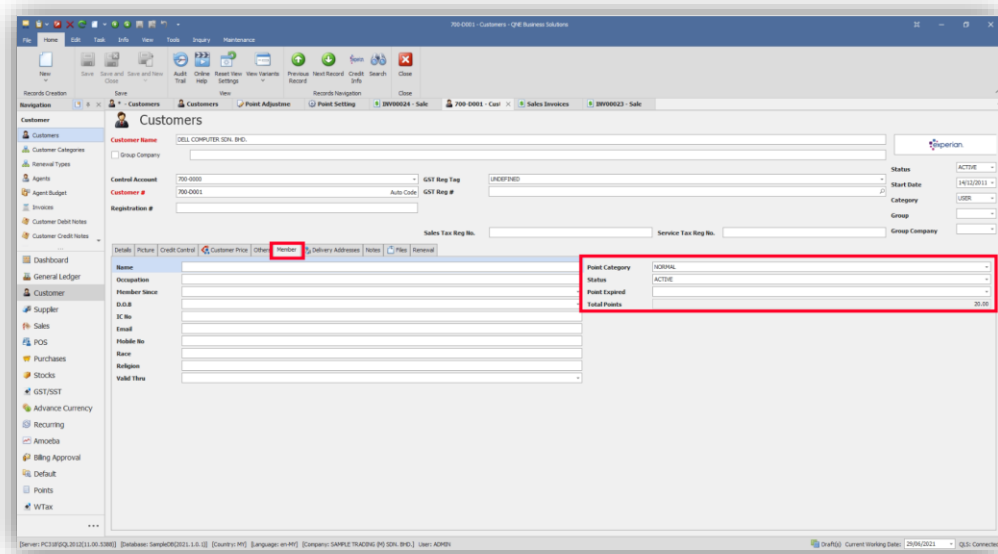 700-D001 - Customers - QNE Business Solutions
File Home Edit Task Info View Tools Inquiry Maintenance
New Save Save and Close Save and New Audit Trail Online Help Reset View Settings View Variants Previous Record Next Record Credit Info Search Close
Records Creation Save View Records Navigation Close
Navigation * - Customers Customers Point Adjustme Point Setting INV00024 - Sale 700-D001 - Cust Sales Invoices INV00023 - Sale
Customer
Customers
Customer Categories
Renewal Types
Agents
Agent Budget
Invoices
Customer Debit Notes
Customer Credit Notes
...
Dashboard
General Ledger
Customer
Supplier
Sales
POS
Purchases
Stocks
GST/SST
Advance Currency
Recurring
Amoeba
Billing Approval
Default
Points
WTax
...
Customers
Customer Name DELL COMPUTER SDN. BHD.
Group Company
experian
Control Account 700-0000 GST Reg Tag UNDEFINED
Customer # 700-D001 Auto Code GST Reg #
Registration #
Sales Tax Reg No. Service Tax Reg No.
Status ACTIVE
Start Date 14/12/2011
Category USER
Group
Group Company
Details Picture Credit Control Customer Price Others Member Delivery Addresses Notes Files Renewal
Name
Occupation
Member Since
D.O.B
IC No
Email
Mobile No
Race
Religion
Valid Thru
Point Category NORMAL
Status ACTIVE
Point Expired
Total Points 20.00
[Database: SampleDB(2021.1.0.1)] [Country: MY] [Language: en-MY] [Company: SAMPLE TRADING (M) SDN. BHD.] User: ADMIN
Draft(s) Current Working Date: 29/06/2021 QLS: Connected